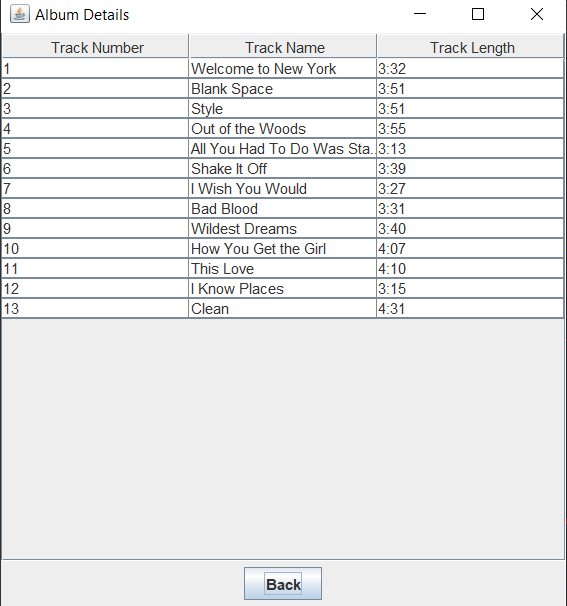 Album Details
Track Number Track Name Track Length
1 Welcome to New York 3:32
2 Blank Space 3:51
3 Style 3:51
4 Out of the Woods 3:55
5 All You Had To Do Was Sta... 3:13
6 Shake It Off 3:39
7 I Wish You Would 3:27
8 Bad Blood 3:31
9 Wildest Dreams 3:40
10 How You Get the Girl 4:07
11 This Love 4:10
12 I Know Places 3:15
13 Clean 4:31
Back